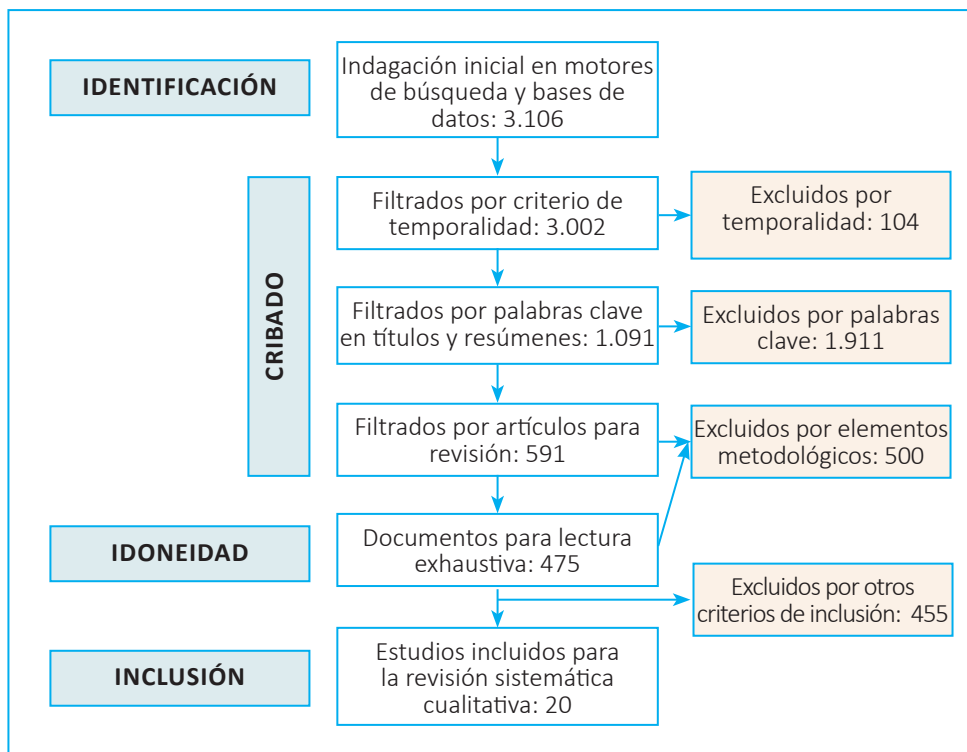 IDENTIFICACIÓN
Indagación inicial en motores
de búsqueda y bases de
datos: 3.106
CRIBADO
Filtrados por criterio de
temporalidad: 3.002
Excluidos por
temporalidad: 104
Filtrados por palabras clave
en títulos y resúmenes: 1.091
Excluidos por palabras
clave: 1.911
Filtrados por artículos para
revisión: 591
Excluidos por elementos
metodológicos: 500
IDONEIDAD
Documentos para lectura
exhaustiva: 475
Excluidos por otros
criterios de inclusión: 455
INCLUSIÓN
Estudios incluidos para
la revisión sistemática
cualitativa: 20